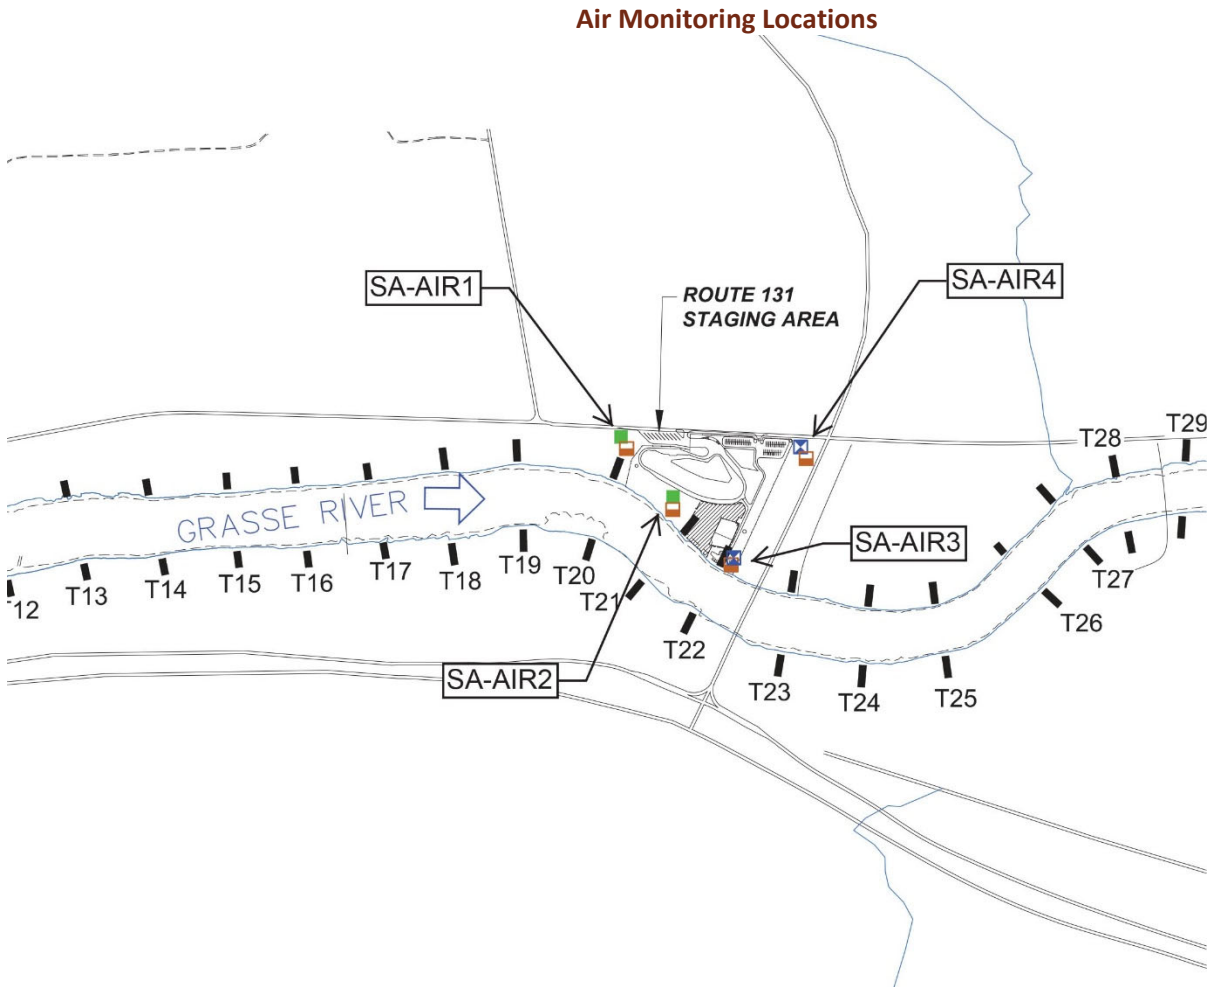 Air Monitoring Locations
SA-AIR1
ROUTE 131
STAGING AREA
SA-AIR4
T28
T29
GRASSE RIVER
SA-AIR3
T12
T13
T14
T15
T16
T17
T18
T19
T20
T21
T22
T23
T24
T25
T26
T27
SA-AIR2